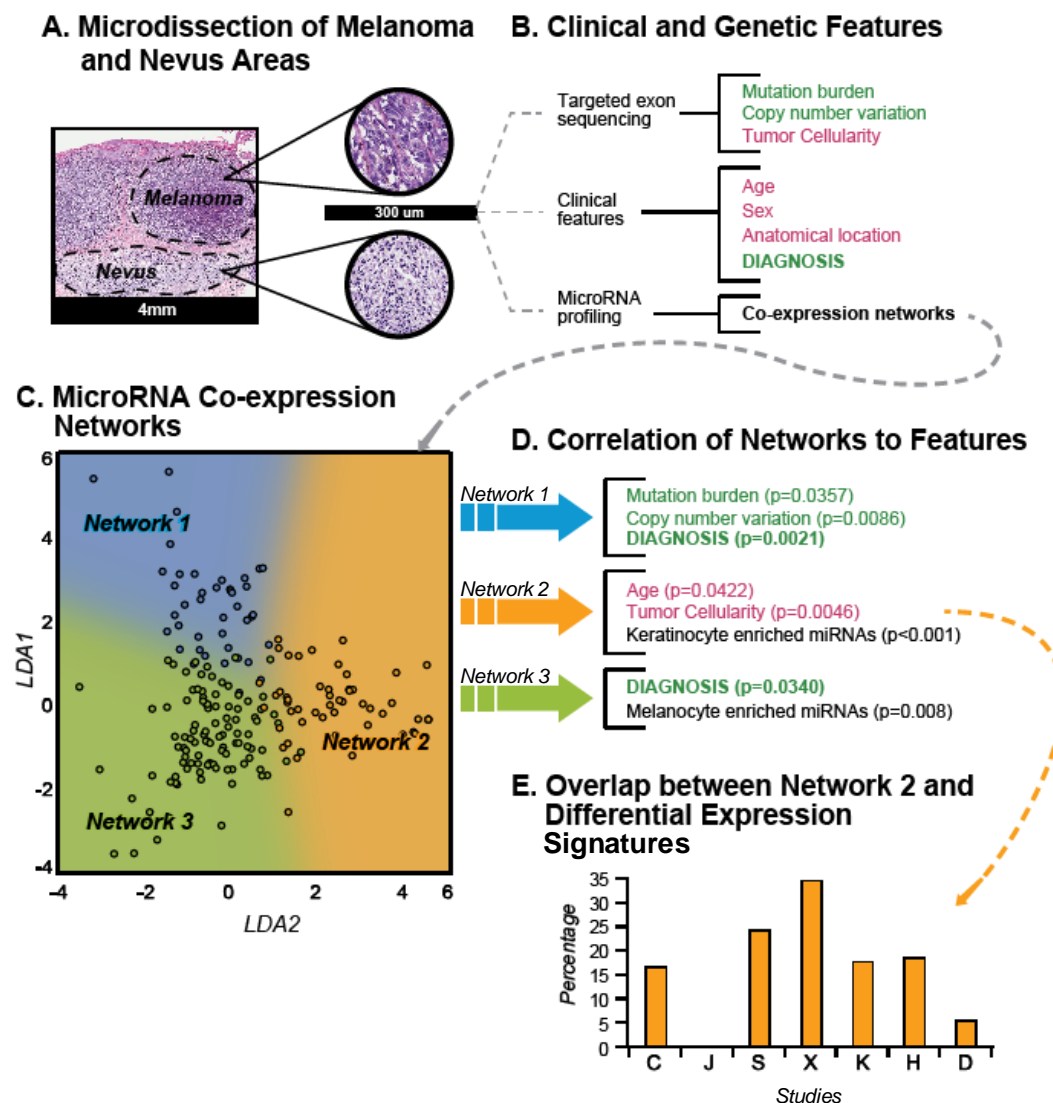 A. Microdissection of Melanoma
and Nevus Areas
Melanoma
Nevus
4mm
300 um
B. Clinical and Genetic Features
Targeted exon
sequencing
Mutation burden
Copy number variation
Tumor Cellularity
Clinical
features
Age
Sex
Anatomical location
DIAGNOSIS
MicroRNA
profiling
Co-expression networks
C. MicroRNA Co-expression
Networks
6
4
2
0
-2
-4
LDA1
Network 1
Network 2
Network 3
-4
-2
0
2
4
6
LDA2
D. Correlation of Networks to Features
Network 1
Mutation burden (p=0.0357)
Copy number variation (p=0.0086)
DIAGNOSIS (p=0.0021)
Network 2
Age (p=0.0422)
Tumor Cellularity (p=0.0046)
Keratinocyte enriched miRNAs (p<0.001)
Network 3
DIAGNOSIS (p=0.0340)
Melanocyte enriched miRNAs (p=0.008)
E. Overlap between Network 2 and
Differential Expression
Signatures
35
30
25
20
15
10
5
0
Percentage
C
J
S
X
K
H
D
Studies